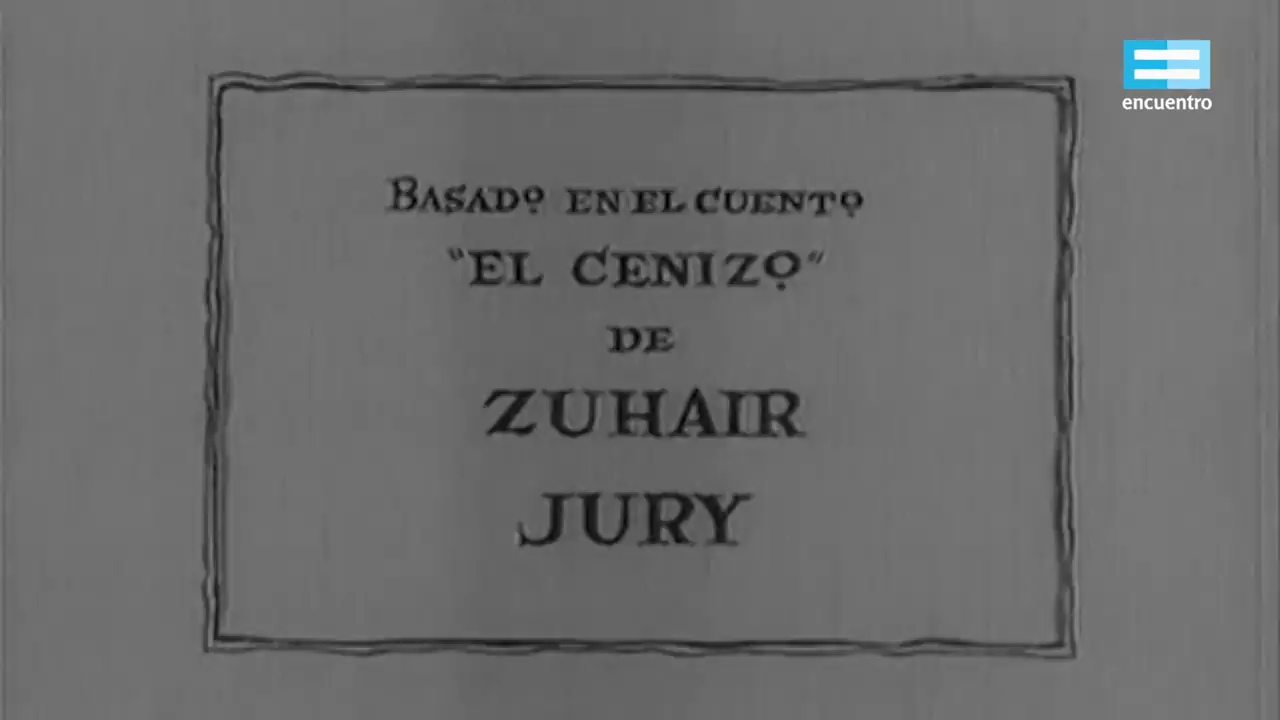 encuentro
BASADO EN EL CUENTO
"EL CENIZO"
DE
ZUHAIR
JURY